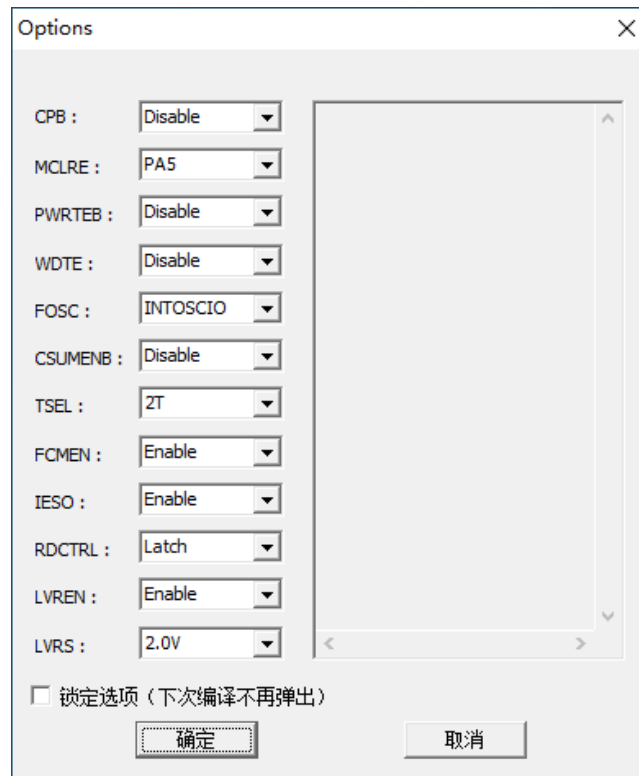 Options
CPB : Disable
MCLRE : PA5
PWRTEB : Disable
WDTE : Disable
FOSC : INTOSCIO
CSUMENB : Disable
TSEL : 2T
FCMEN : Enable
IESO : Enable
RDCTRL : Latch
LVREN : Enable
LVRS : 2.0V
锁定选项（下次编译不再弹出）
确定 取消